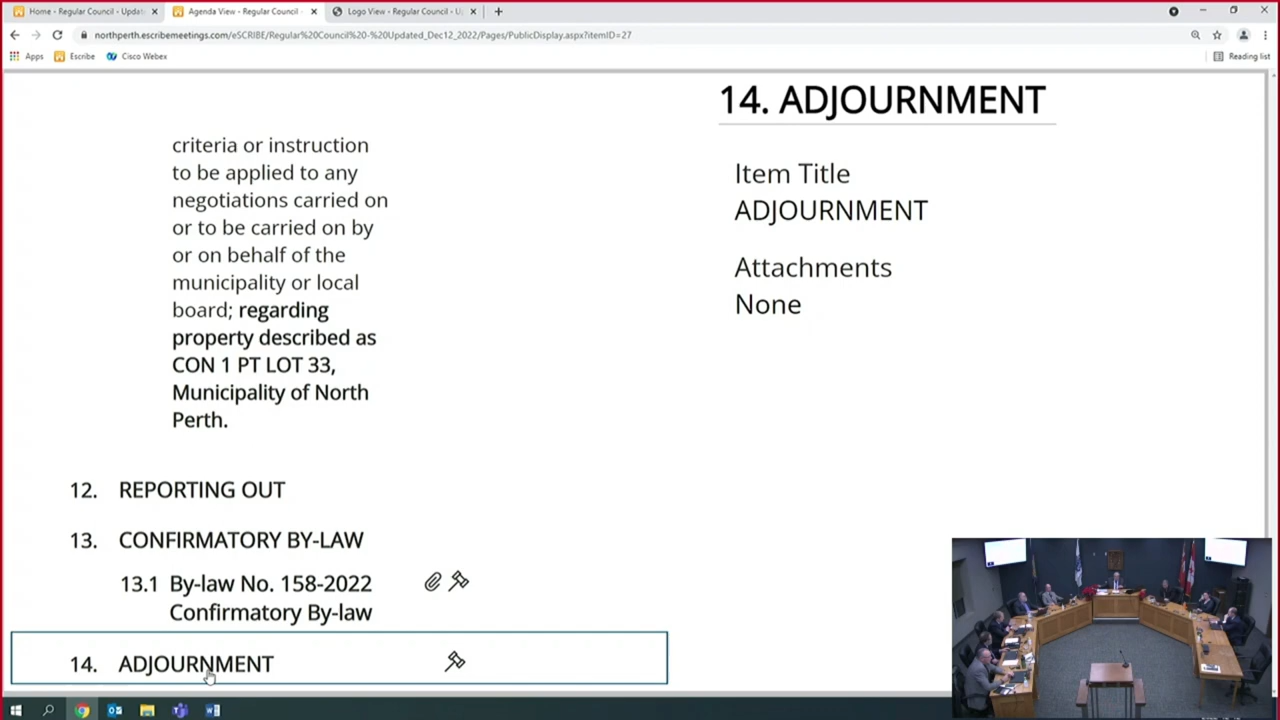 Home - Regular Council - Updat
Agenda View - Regular Council -
Logo View - Regular Council - U
northperth.escribemeetings.com/eSCRIBE/Regular%20Council%20-%20Updated_Dec12_2022/Pages/PublicDisplay.aspx?itemID=27
Apps
Escribe
Cisco Webex
Reading list
criteria or instruction
to be applied to any
negotiations carried on
or to be carried on by
or on behalf of the
municipality or local
board; regarding
property described as
CON 1 PT LOT 33,
Municipality of North
Perth.
12. REPORTING OUT
13. CONFIRMATORY BY-LAW
13.1 By-law No. 158-2022
Confirmatory By-law
14. ADJOURNMENT
14. ADJOURNMENT
Item Title
ADJOURNMENT
Attachments
None